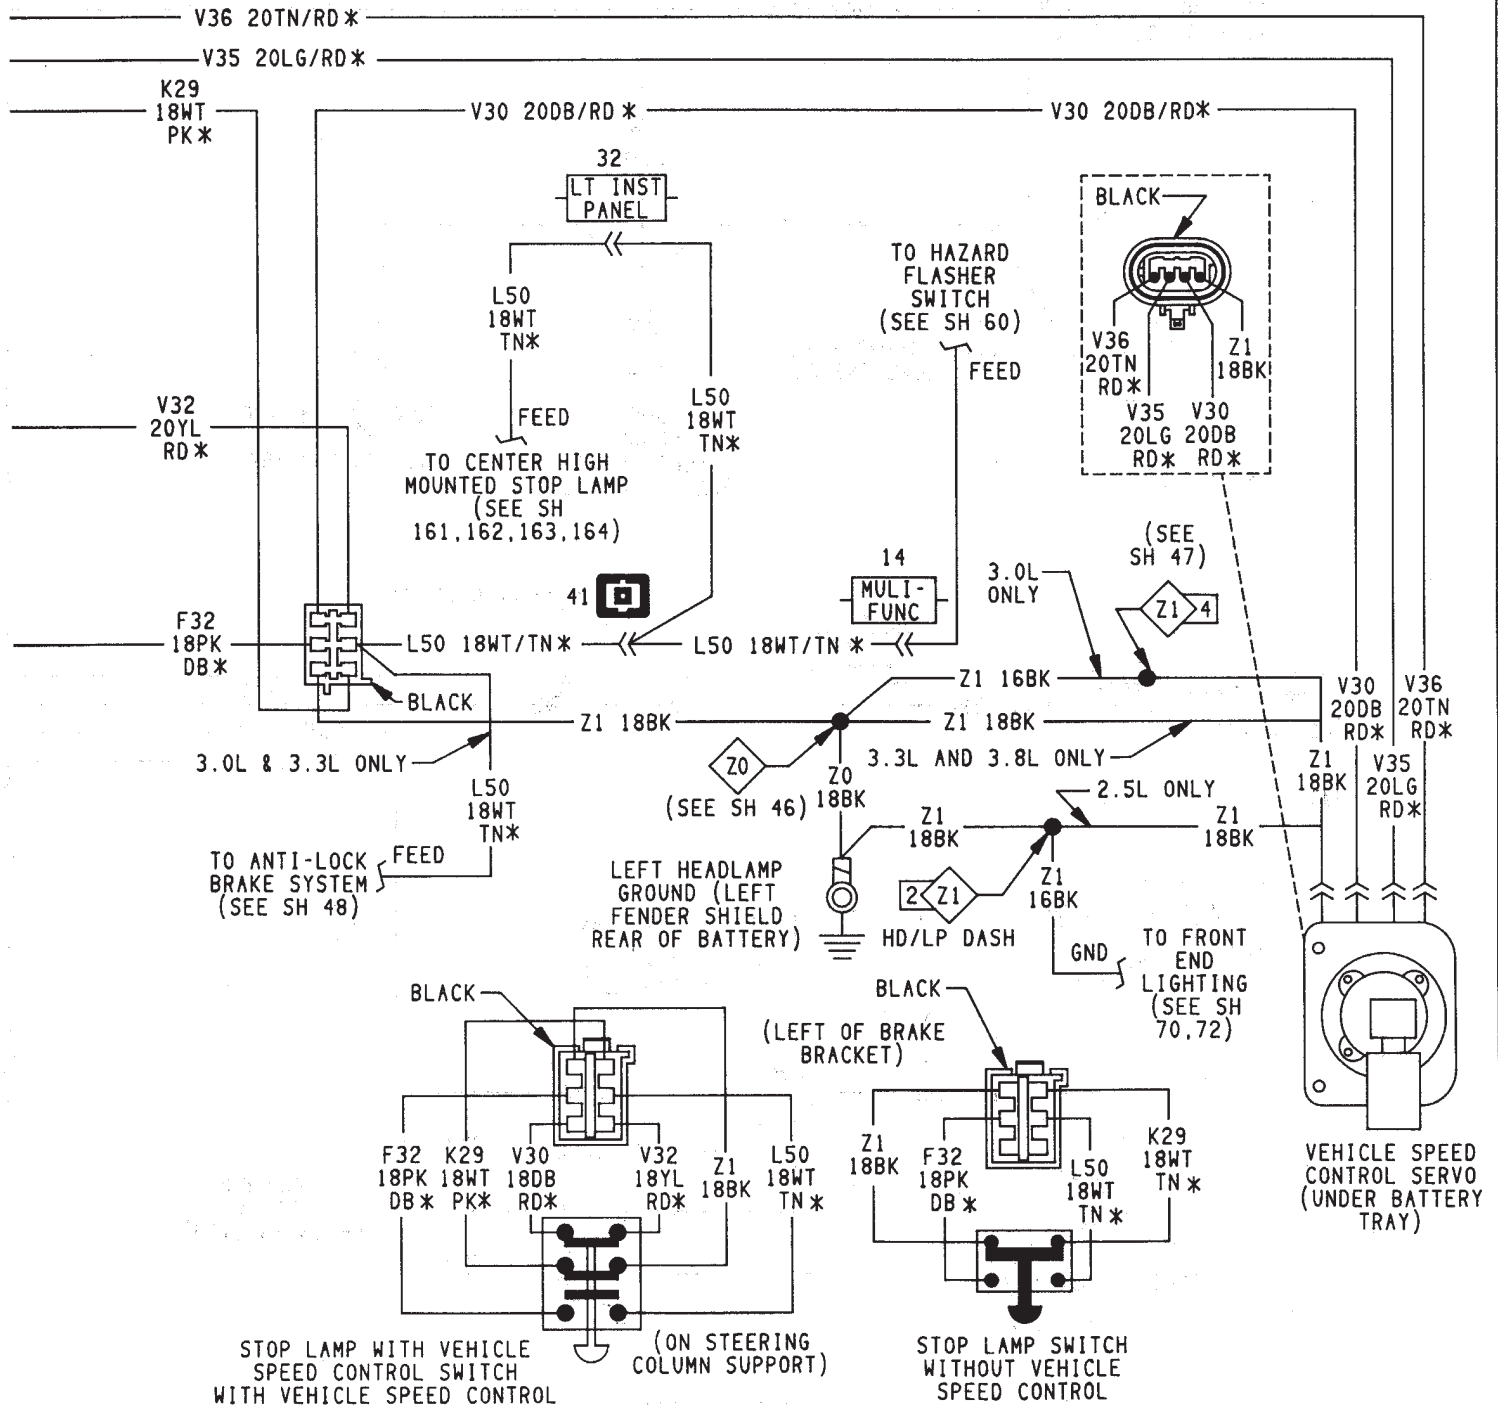 V36 20TN/RD*
V35 20LG/RD*
K29
18WT
PK*
V30 20DB/RD*
V30 20DB/RD*
32
LT INST
PANEL
BLACK
TO HAZARD
FLASHER
SWITCH
(SEE SH 60)
FEED
L50
18WT
TN*
V36
20TN
RD*
Z1
18BK
V35
20LG
RD*
V30
20DB
RD*
V32
20YL
RD*
FEED
L50
18WT
TN*
TO CENTER HIGH
MOUNTED STOP LAMP
(SEE SH
161,162,163,164)
(SEE
SH 47)
14
MULI-
FUNC
3.0L
ONLY
41
Z1
4
F32
18PK
DB*
L50 18WT/TN*
L50 18WT/TN *
BLACK
Z1 16BK
Z1 18BK
Z1 18BK
V30
20DB
RD*
V36
20TN
RD*
3.0L & 3.3L ONLY
Z0
(SEE SH 46)
Z0
18BK
3.3L AND 3.8L ONLY
Z1
18BK
V35
20LG
RD*
L50
18WT
TN*
2.5L ONLY
Z1
18BK
Z1
18BK
TO ANTI-LOCK
BRAKE SYSTEM
(SEE SH 48)
FEED
LEFT HEADLAMP
GROUND (LEFT
FENDER SHIELD
REAR OF BATTERY)
2
Z1
HD/LP DASH
Z1
16BK
GND
TO FRONT
END
LIGHTING
(SEE SH
70,72)
BLACK
BLACK
(LEFT OF BRAKE
BRACKET)
F32
18PK
DB*
K29
18WT
PK*
V30
18DB
RD*
V32
18YL
RD*
Z1
18BK
L50
18WT
TN*
Z1
18BK
F32
18PK
DB*
L50
18WT
TN*
K29
18WT
TN*
VEHICLE SPEED
CONTROL SERVO
(UNDER BATTERY
TRAY)
STOP LAMP WITH VEHICLE
SPEED CONTROL SWITCH
WITH VEHICLE SPEED CONTROL
(ON STEERING
COLUMN SUPPORT)
STOP LAMP SWITCH
WITHOUT VEHICLE
SPEED CONTROL